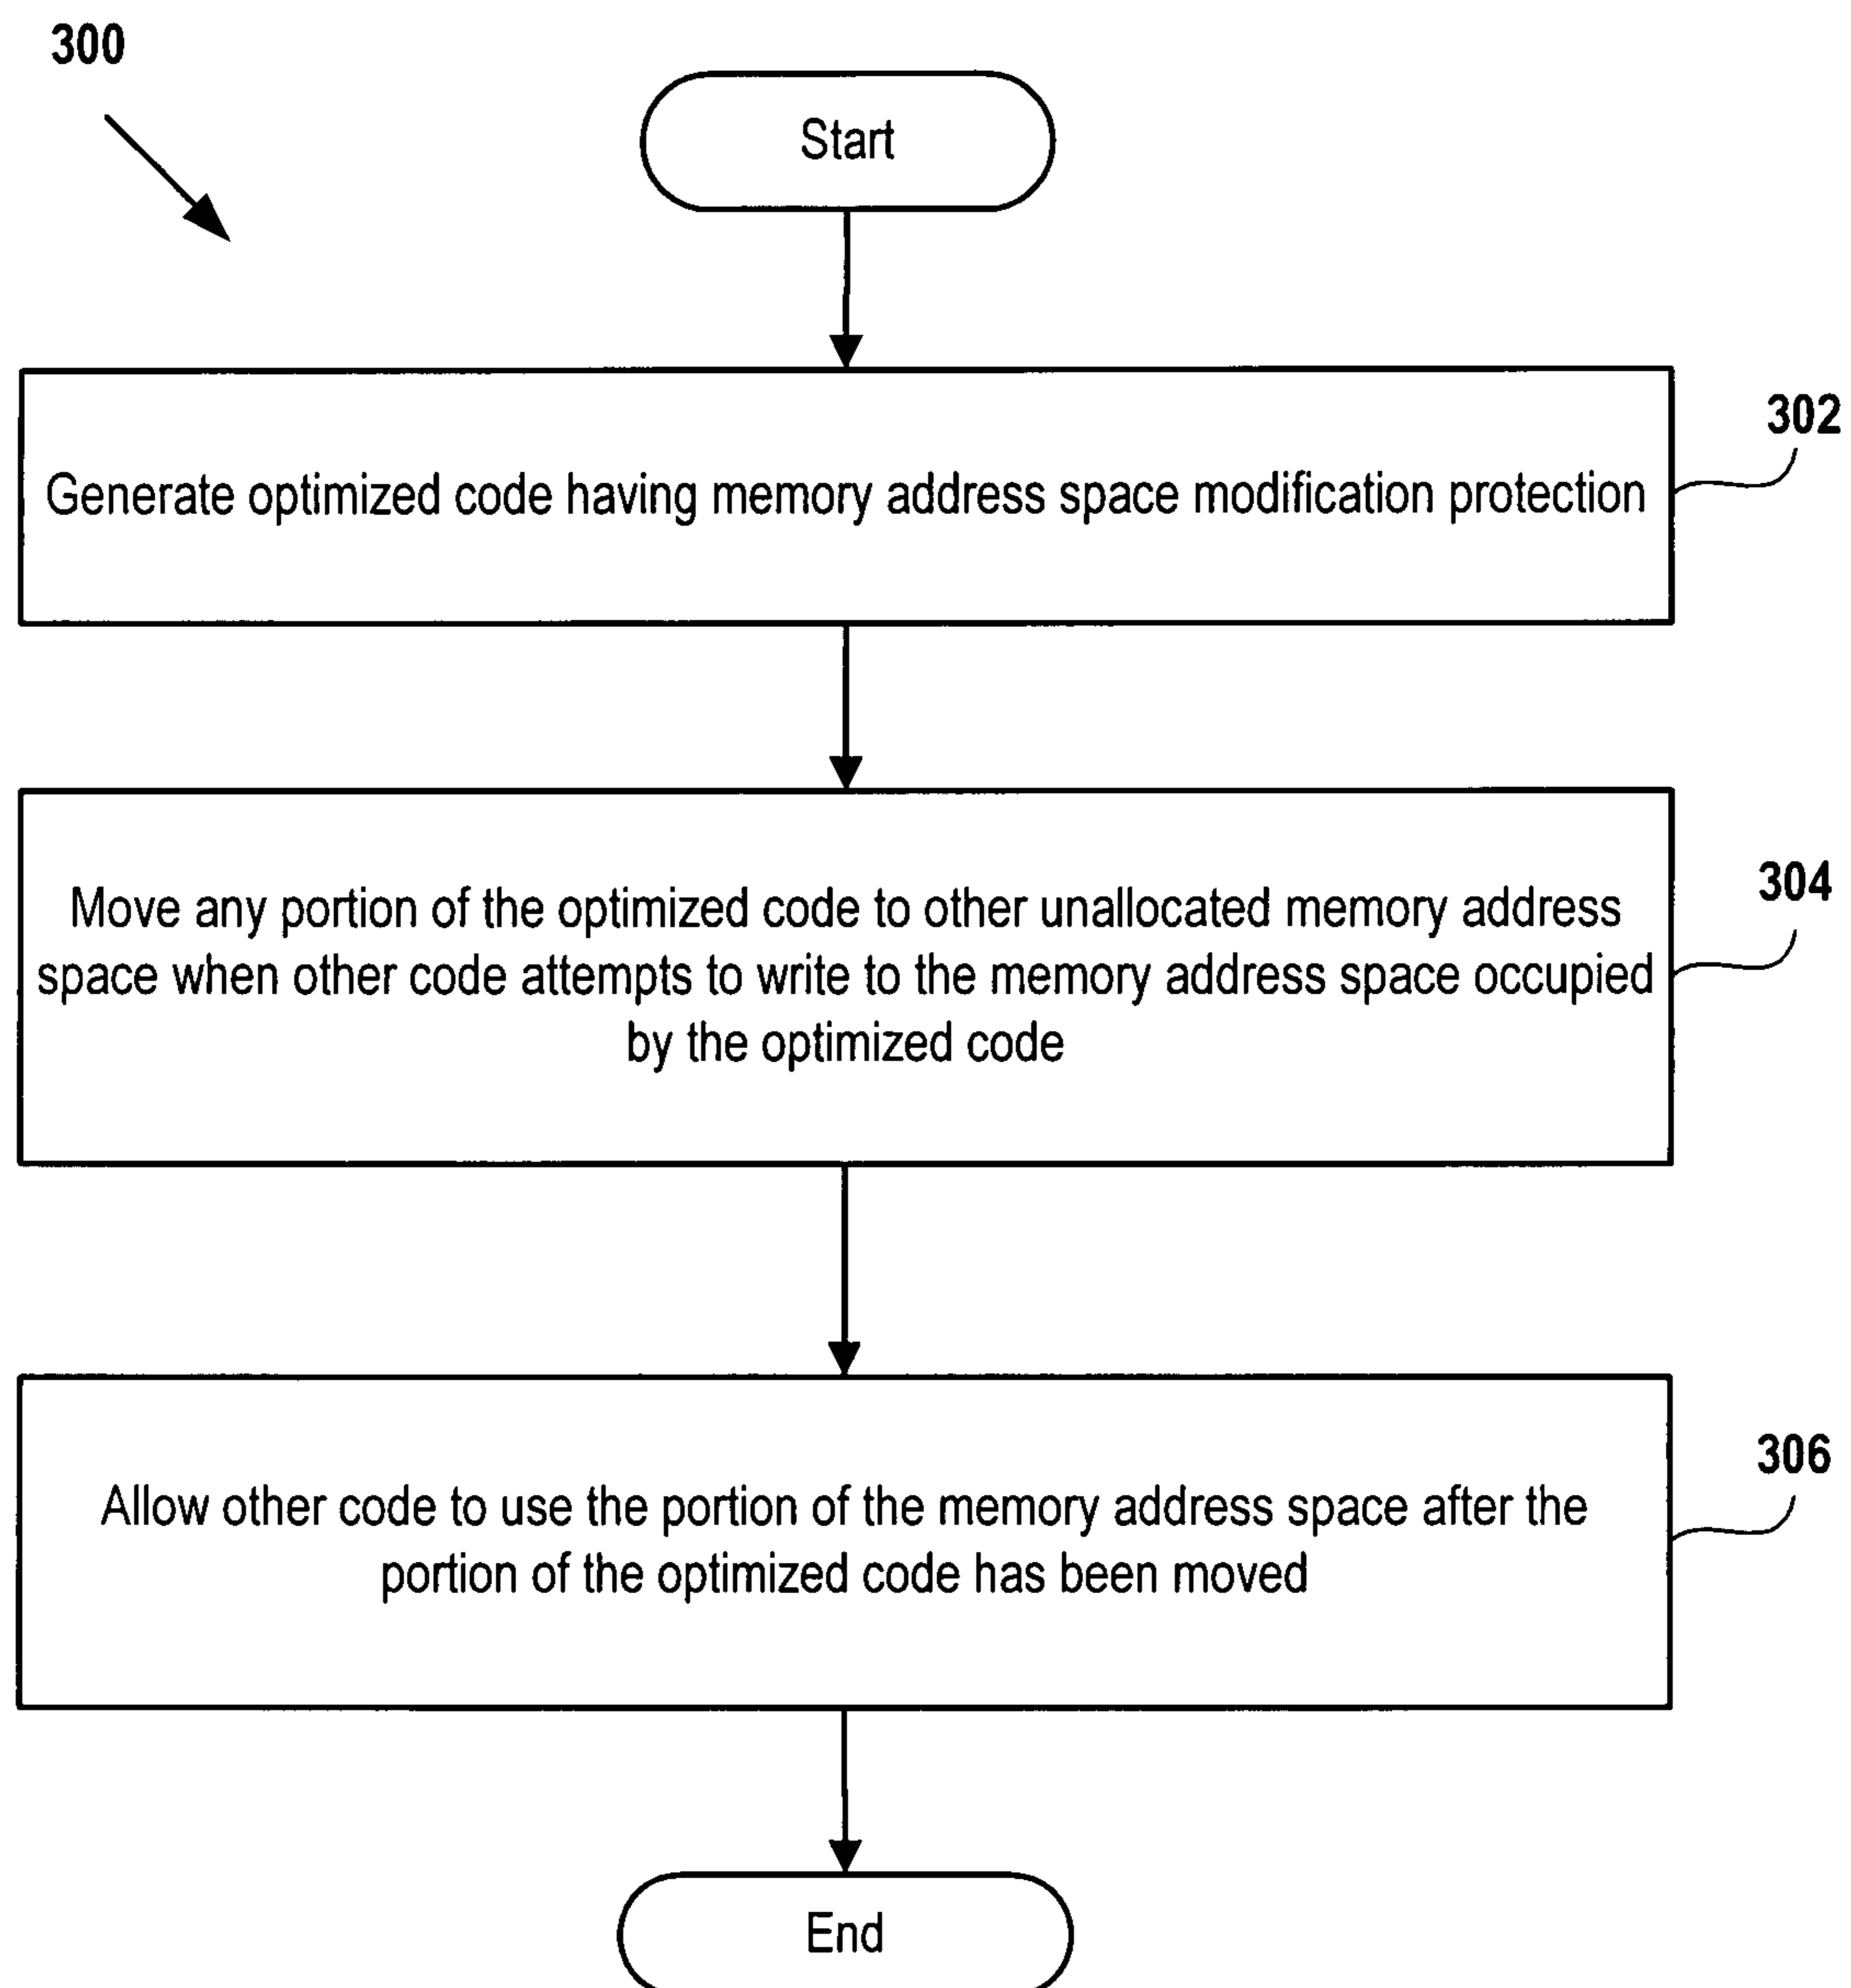 300
Start
302
Generate optimized code having memory address space modification protection
304
Move any portion of the optimized code to other unallocated memory address
space when other code attempts to write to the memory address space occupied
by the optimized code
306
Allow other code to use the portion of the memory address space after the
portion of the optimized code has been moved
End